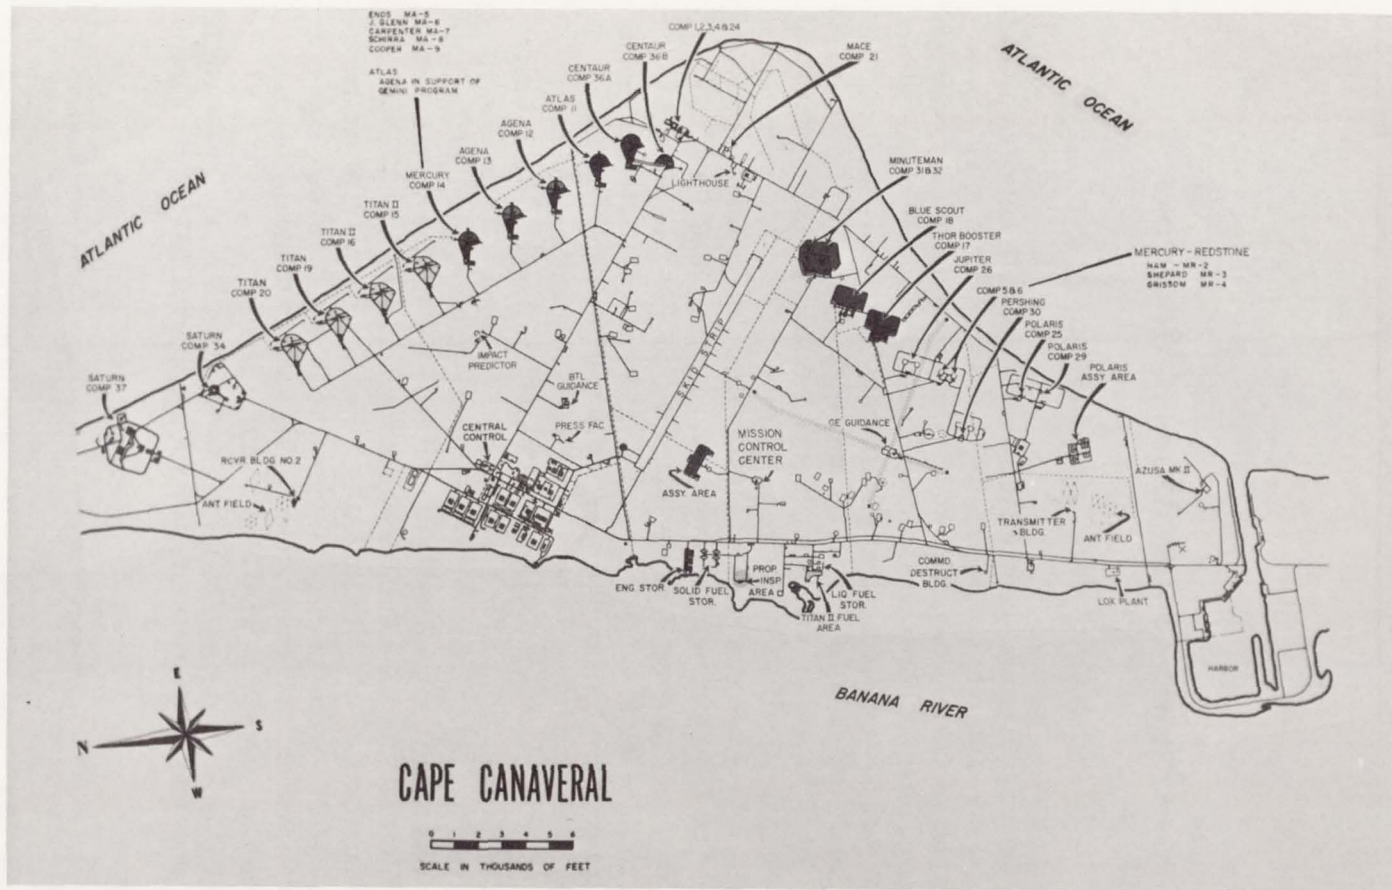 ENOS MA-5
J. GLENN MA-6
CARPENTER MA-7
SCHIRRA MA-8
COOPER MA-9
ATLAS
AGENA IN SUPPORT OF
GEMINI PROGRAM
COMP 1,2,3,4&24
CENTAUR
COMP 36B
CENTAUR
COMP 36A
ATLAS
COMP 11
AGENA
COMP 12
AGENA
COMP 13
MERCURY
COMP 14
TITAN II
COMP 15
TITAN II
COMP 16
TITAN
COMP 19
TITAN
COMP 20
SATURN
COMP 34
SATURN
COMP 37
MACE
COMP 21
ATLANTIC OCEAN
ATLANTIC OCEAN
LIGHTHOUSE
MINUTEMAN
COMP 31&32
BLUE SCOUT
COMP 18
THOR BOOSTER
COMP 17
JUPITER
COMP 26
COMP 5&6
MERCURY-REDSTONE
HAM - MR-2
SHEPARD MR-3
GRISSOM MR-4
PERSHING
COMP 30
POLARIS
COMP 25
POLARIS
COMP 29
POLARIS
ASSY. AREA
SKID STRIP
IMPACT
PREDICTOR
BTL
GUIDANCE
CENTRAL
CONTROL
PRESS FAC.
RCVR BLDG NO.2
ANT FIELD
ASSY. AREA
MISSION
CONTROL
CENTER
GE GUIDANCE
AZUSA MK II
TRANSMITTER
BLDG.
ANT FIELD
ENG STOR.
SOLID FUEL
STOR.
PROP.
INSP.
AREA
LIQ FUEL
STOR.
TITAN II FUEL
AREA
COMMD.
DESTRUCT
BLDG.
LOX PLANT
HARBOR
BANANA RIVER
E
N
S
W
CAPE CANAVERAL
0 1 2 3 4 5 6
SCALE IN THOUSANDS OF FEET